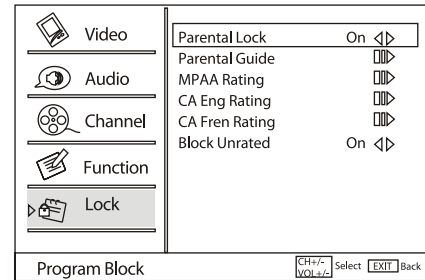 Video
Audio
Channel
Function
Lock
Parental Lock On
Parental Guide
MPAA Rating
CA Eng Rating
CA Fren Rating
Block Unrated On
Program Block
CH+/- VOL+/- Select EXIT Back